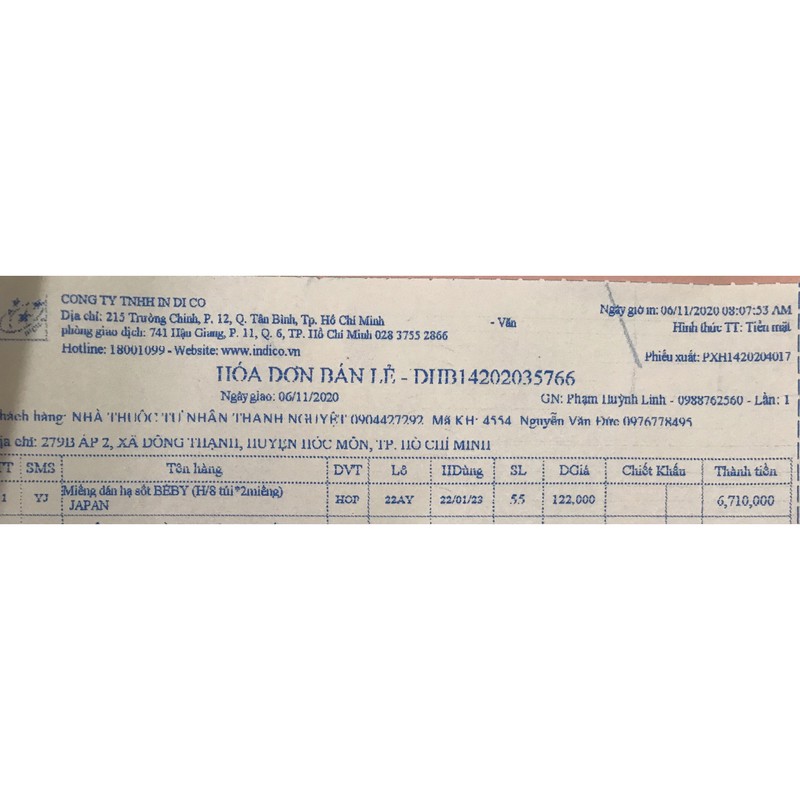 CÔNG TY TNHH IN DI CO
Địa chỉ: 215 Trường Chinh, P. 12, Q. Tân Bình, Tp. Hồ Chí Minh - Văn
phòng giao dịch: 741 Hậu Giang, P. 11, Q. 6, TP. Hồ Chí Minh 028 3755 2866
Hotline: 18001099 - Website: www.indico.vn
Ngày giờ in: 06/11/2020 08:07:53 AM
Hình thức TT: Tiền mặt
Phiếu xuất: PXH1420204017
HÓA ĐƠN BÁN LẺ - DHB14202035766
Ngày giao: 06/11/2020
GN: Phạm Huỳnh Linh - 0988762560 - Lần: 1
hách hàng: NHÀ THUỐC TƯ NHÂN THANH NGUYỆT 0904427292 Mã KH: 4554 Nguyễn Văn Đức 0976778495
ịa chỉ: 279B ẤP 2, XÃ ĐÔNG THẠNH, HUYỆN HÓC MÔN, TP. HỒ CHÍ MINH
TT SMS Tên hàng DVT Lô HDùng SL ĐGiá Chiết Khấu Thành tiền
1 YJ Miếng dán hạ sốt BÉBY (H/8 túi*2miếng) HOP 22AY 22/01/23 55 122,000 6,710,000
JAPAN